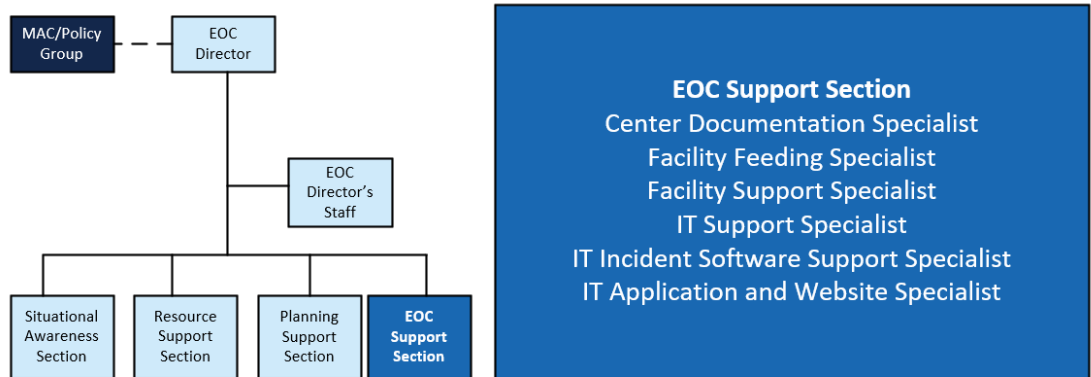 MAC/Policy
Group
EOC
Director
EOC
Director’s
Staff
Situational
Awareness
Section
Resource
Support
Section
Planning
Support
Section
EOC
Support
Section
EOC Support Section
Center Documentation Specialist
Facility Feeding Specialist
Facility Support Specialist
IT Support Specialist
IT Incident Software Support Specialist
IT Application and Website Specialist